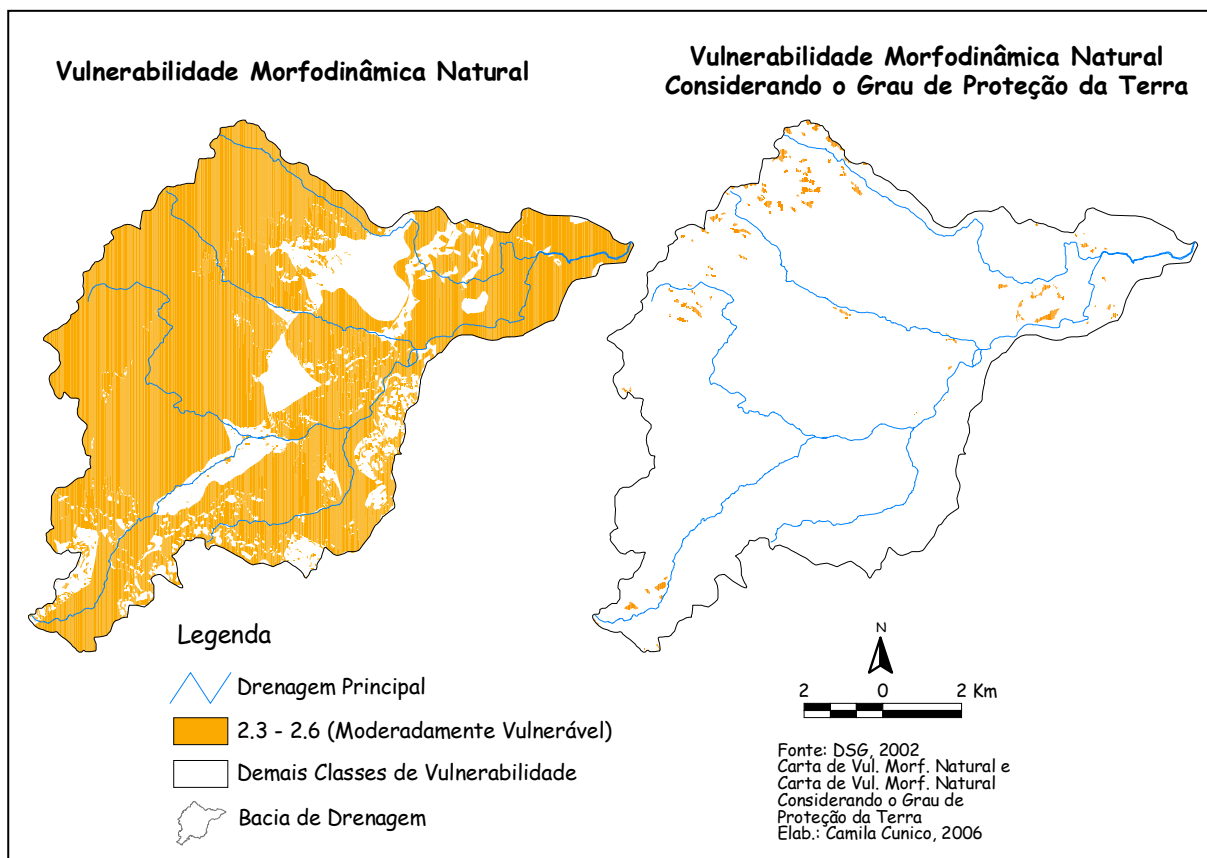 Vulnerabilidade Morfodinâmica Natural
Vulnerabilidade Morfodinâmica Natural
Considerando o Grau de Proteção da Terra
Legenda
Drenagem Principal
2.3 - 2.6 (Moderadamente Vulnerável)
Demais Classes de Vulnerabilidade
Bacia de Drenagem
N
2 0 2 Km
Fonte: DSG, 2002
Carta de Vul. Morf. Natural e
Carta de Vul. Morf. Natural
Considerando o Grau de
Proteção da Terra
Elab.: Camila Cunico, 2006